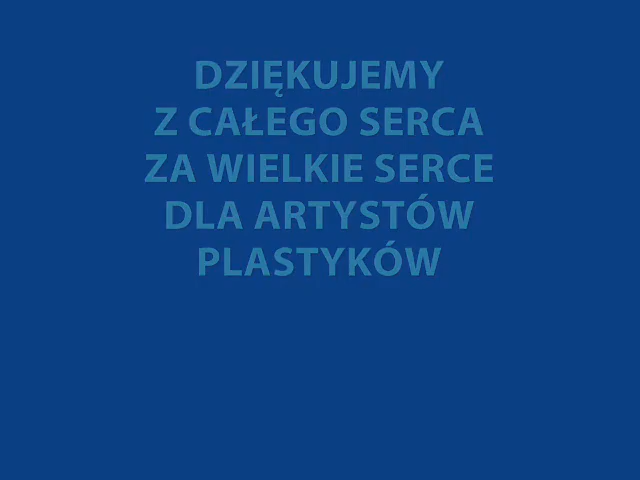 DZIĘKUJEMY
Z CAŁEGO SERCA
ZA WIELKIE SERCE
DLA ARTYSTÓW
PLASTYKÓW